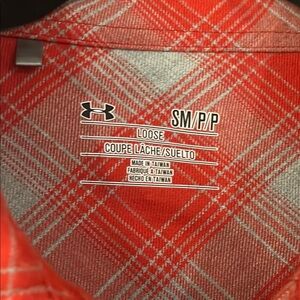 SM/P/P
LOOSE
COUPE LÂCHE/SUELTO
MADE IN TAIWAN
FABRIQUÉ À TAIWAN
HECHO EN TAIWAN